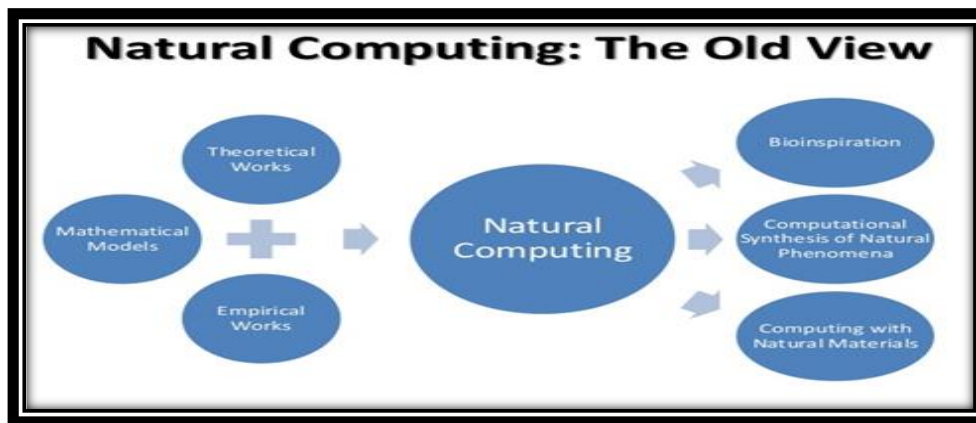 Natural Computing: The Old View
Theoretical
Works
Mathematical
Models
Empirical
Works
Natural
Computing
Bioinspiration
Computational
Synthesis of Natural
Phenomena
Computing with
Natural Materials